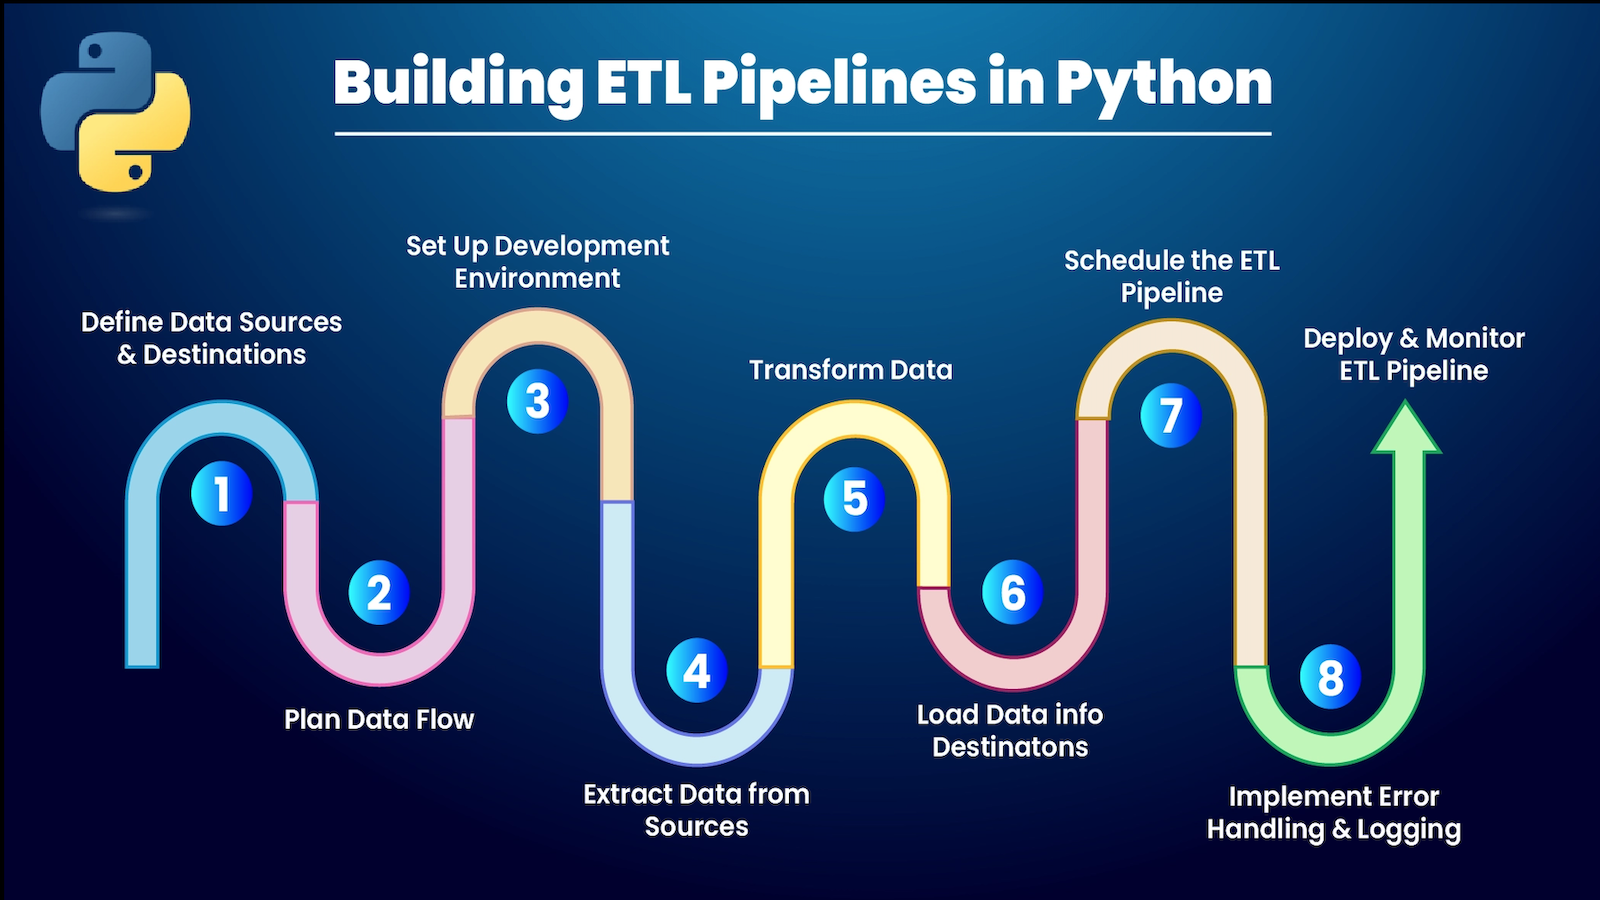 Building ETL Pipelines in Python
Define Data Sources
& Destinations
1
2
Plan Data Flow
Set Up Development
Environment
3
4
Extract Data from
Sources
Transform Data
5
6
Load Data info
Destinatons
Schedule the ETL
Pipeline
7
8
Implement Error
Handling & Logging
Deploy & Monitor
ETL Pipeline